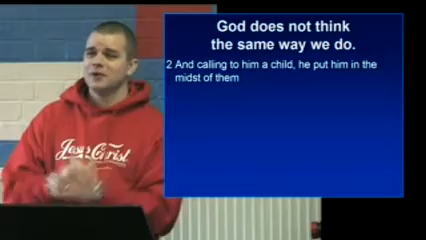 God does not think
the same way we do.
2 And calling to him a child, he put him in the
midst of them
Jesus Christ